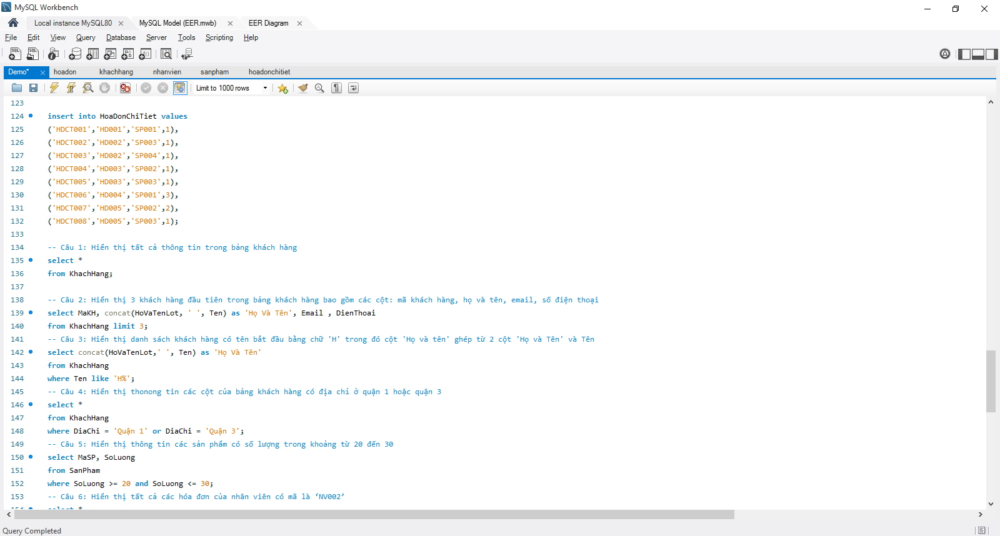 MySQL Workbench
Local instance MySQL80
MySQL Model (EER.mwb)
EER Diagram
File Edit View Query Database Server Tools Scripting Help
Demo* hoadon khachhang nhanvien sanpham hoadonchitiet
Limit to 1000 rows
123
124 insert into HoaDonChiTiet values
125 ('HDCT001','HD001','SP001',1),
126 ('HDCT002','HD002','SP003',1),
127 ('HDCT003','HD002','SP004',1),
128 ('HDCT004','HD003','SP002',1),
129 ('HDCT005','HD003','SP003',1),
130 ('HDCT006','HD004','SP001',3),
131 ('HDCT007','HD005','SP002',2),
132 ('HDCT008','HD005','SP003',1);
133
134 -- Câu 1: Hiển thị tất cả thông tin trong bảng khách hàng
135 select *
136 from KhachHang;
137
138 -- Câu 2: Hiển thị 3 khách hàng đầu tiên trong bảng khách hàng bao gồm các cột: mã khách hàng, họ và tên, email, số điện thoại
139 select MaKH, concat(HoVaTenLot, ' ', Ten) as 'Họ Và Tên', Email , DienThoai
140 from KhachHang limit 3;
141 -- Câu 3: Hiển thị danh sách khách hàng có tên bắt đầu bằng chữ 'H' trong đó cột 'Họ và tên' ghép từ 2 cột 'Họ và Tên' và Tên
142 select concat(HoVaTenLot,' ', Ten) as 'Họ Và Tên'
143 from KhachHang
144 where Ten like 'H%';
145 -- Câu 4: Hiển thị thonong tin các cột của bảng khách hàng có địa chỉ ở quận 1 hoặc quận 3
146 select *
147 from KhachHang
148 where DiaChi = 'Quận 1' or DiaChi = 'Quận 3';
149 -- Câu 5: Hiển thị thông tin các sản phẩm có số lượng trong khoảng từ 20 đến 30
150 select MaSP, SoLuong
151 from SanPham
152 where SoLuong >= 20 and SoLuong <= 30;
153 -- Câu 6: Hiển thị tất cả các hóa đơn của nhân viên có mã là ‘NV002’
154 select *
Query Completed